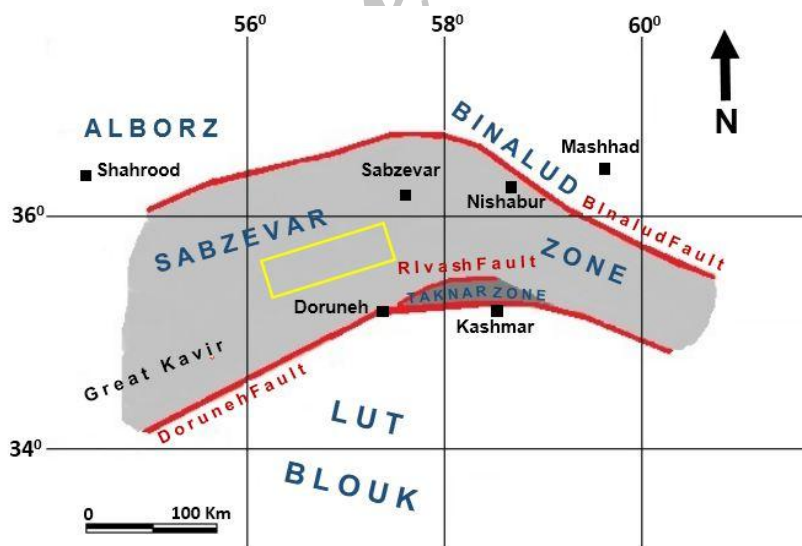 56⁰ 58⁰ 60⁰
ALBORZ
BINALUD
N
Mashhad
Shahrood
Sabzevar
Nishabur
36⁰
SABZEVAR
ZONE
BInaludFault
RIvashFault
TAKNARZONE
Doruneh
Kashmar
Great Kavir
DorunehFault
LUT
34⁰
BLOUK
0 100 Km